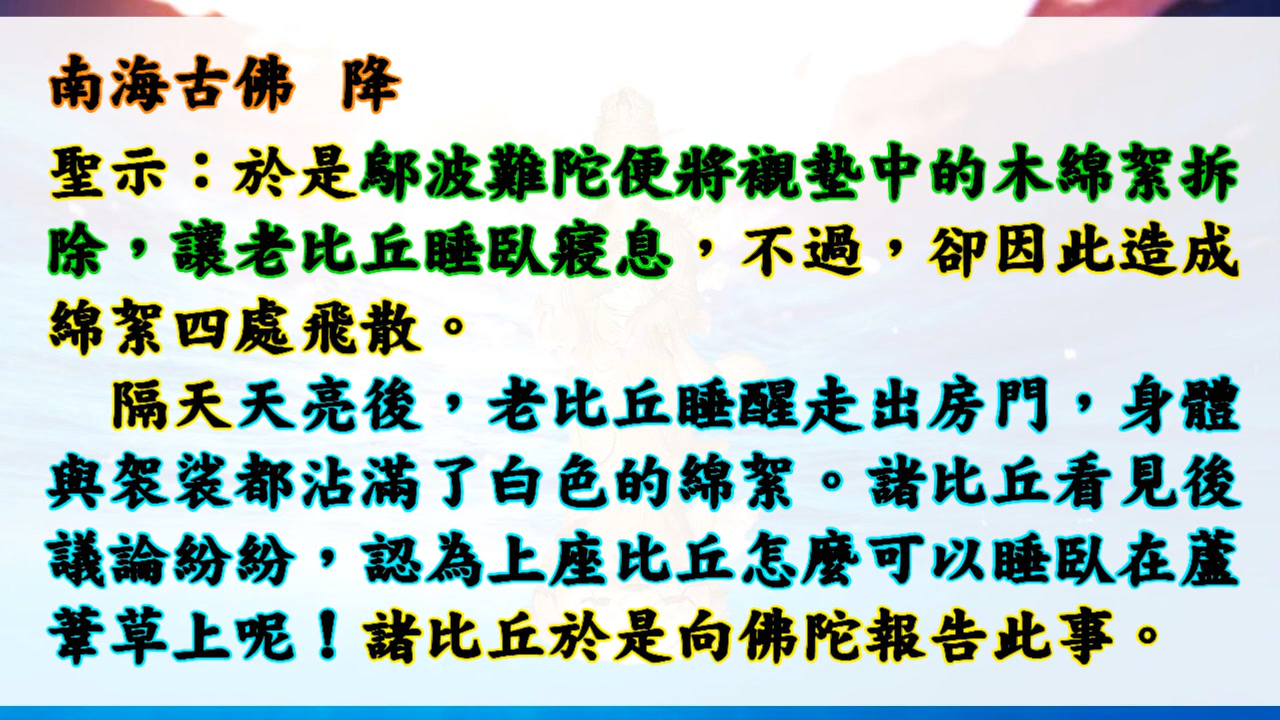 南海古佛 降
聖示：於是鄔波難陀便將襯墊中的木綿絮拆
除，讓老比丘睡臥寢息，不過，卻因此造成
綿絮四處飛散。
隔天天亮後，老比丘睡醒走出房門，身體
與袈裟都沾滿了白色的綿絮。諸比丘看見後
議論紛紛，認為上座比丘怎麼可以睡臥在蘆
葦草上呢！諸比丘於是向佛陀報告此事。